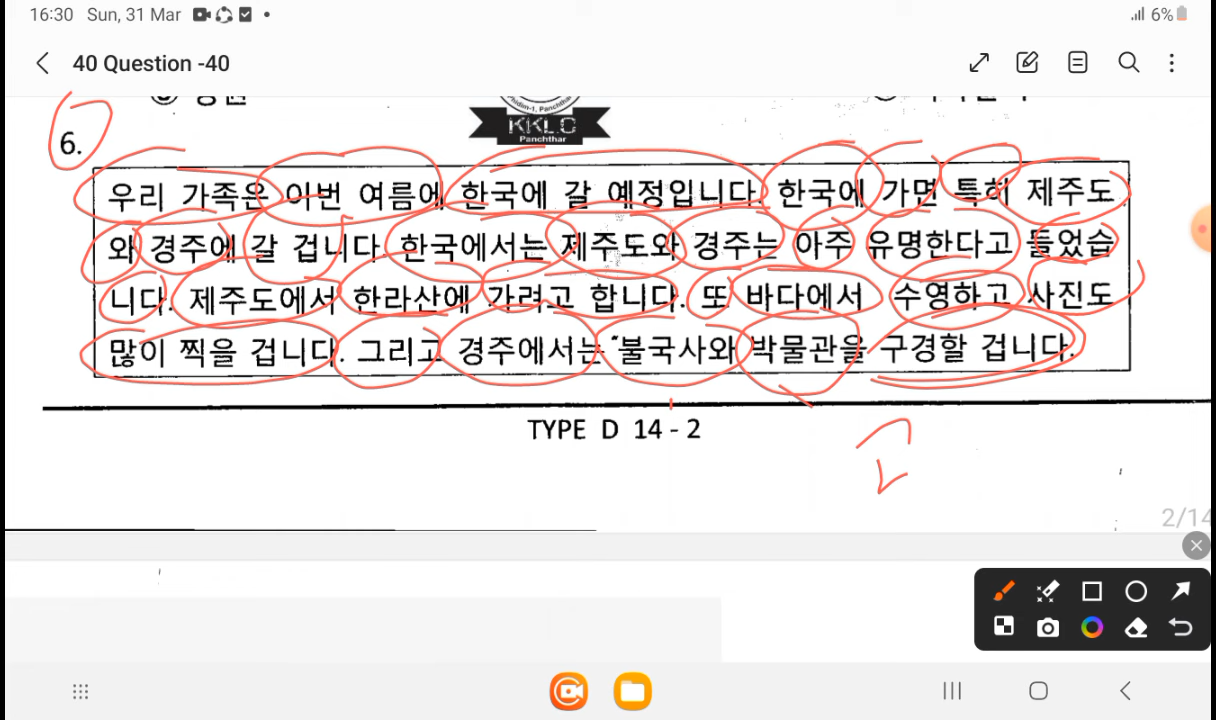 16:30 Sun, 31 Mar
6%
40 Question -40
KKLC
Panchthar
6.
우리 가족은 이번 여름에 한국에 갈 예정입니다. 한국에 가면 특히 제주도
와 경주에 갈 겁니다. 한국에서는 제주도와 경주는 아주 유명한다고 들었습
니다. 제주도에서 한라산에 가려고 합니다. 또 바다에서 수영하고 사진도
많이 찍을 겁니다. 그리고 경주에서는 불국사와 박물관을 구경할 겁니다.
TYPE D 14 - 2
2/14